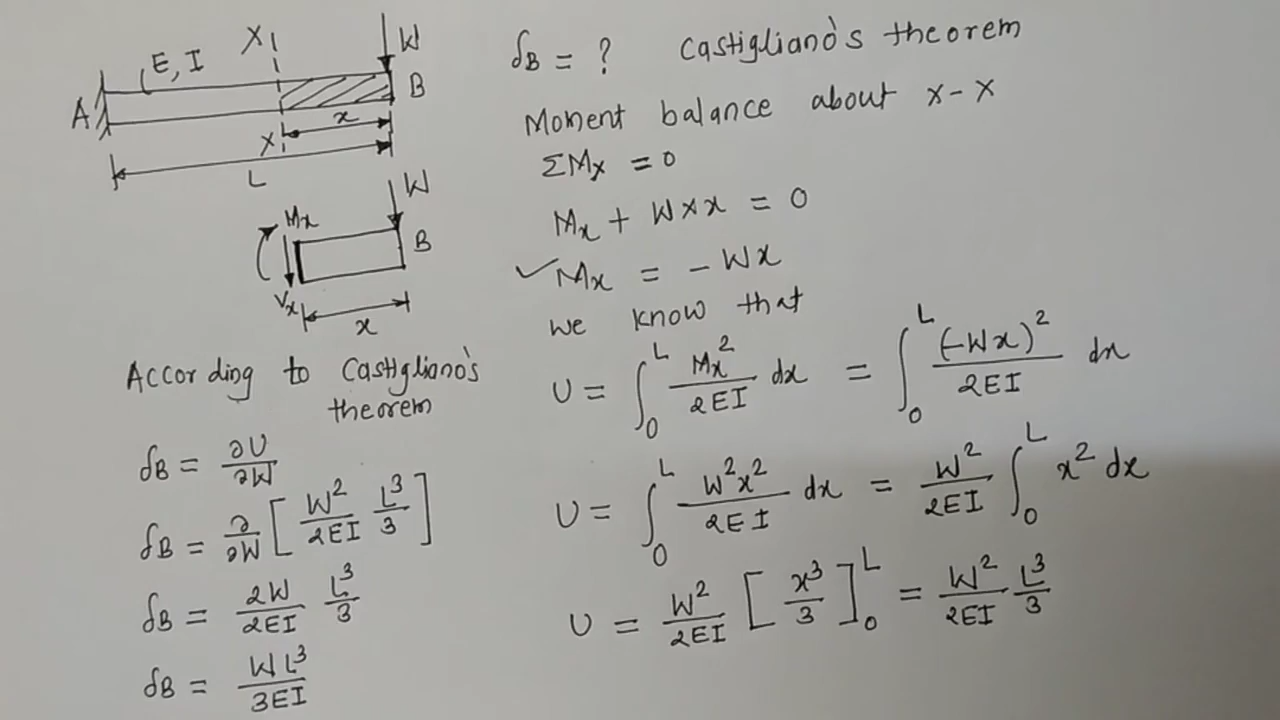 X
E, I
W
A
B
x
X
L
W
Mx
B
Vx
x
According to Castigliano's
theorem
δB = ∂U/∂W
δB = ∂/∂W [ W²/2EI L³/3 ]
δB = 2W/2EI L³/3
δB = WL³/3EI
δB = ? Castigliano's theorem
Moment balance about x-x
ΣMx = 0
Mx + W×x = 0
✓Mx = - Wx
We know that
U = ∫₀ᴸ Mx²/2EI dx = ∫₀ᴸ (-Wx)²/2EI dx
U = ∫₀ᴸ W²x²/2EI dx = W²/2EI ∫₀ᴸ x² dx
U = W²/2EI [ x³/3 ]₀ᴸ = W²/2EI L³/3